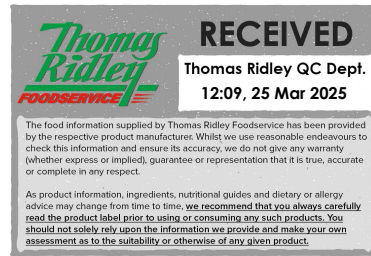 Thomas
Ridley
FOODSERVICE
RECEIVED
Thomas Ridley QC Dept.
12:09, 25 Mar 2025
The food information supplied by Thomas Ridley Foodservice has been provided
by the respective product manufacturer. Whilst we use reasonable endeavours to
check this information and ensure its accuracy, we do not give any warranty
(whether express or implied), guarantee or representation that it is true, accurate
or complete in any respect.
As product information, ingredients, nutritional guides and dietary or allergy
advice may change from time to time, we recommend that you always carefully
read the product label prior to using or consuming any such products. You
should not solely rely upon the information we provide and make your own
assessment as to the suitability or otherwise of any given product.